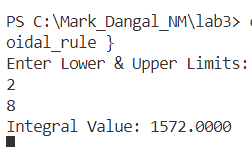 PS C:\Mark_Dangal_NM\lab3>
oidal_rule }
Enter Lower & Upper Limits:
2
8
Integral Value: 1572.0000